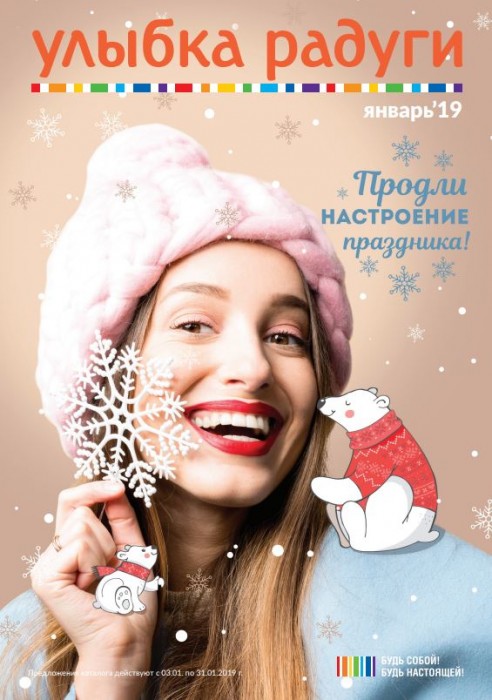 улыбка радуги
январь'19
Продли
НАСТРОЕНИЕ
праздника!
БУДЬ СОБОЙ!
БУДЬ НАСТОЯЩЕЙ!
Предложения каталога действуют с 03.01. по 31.01.2019 г.